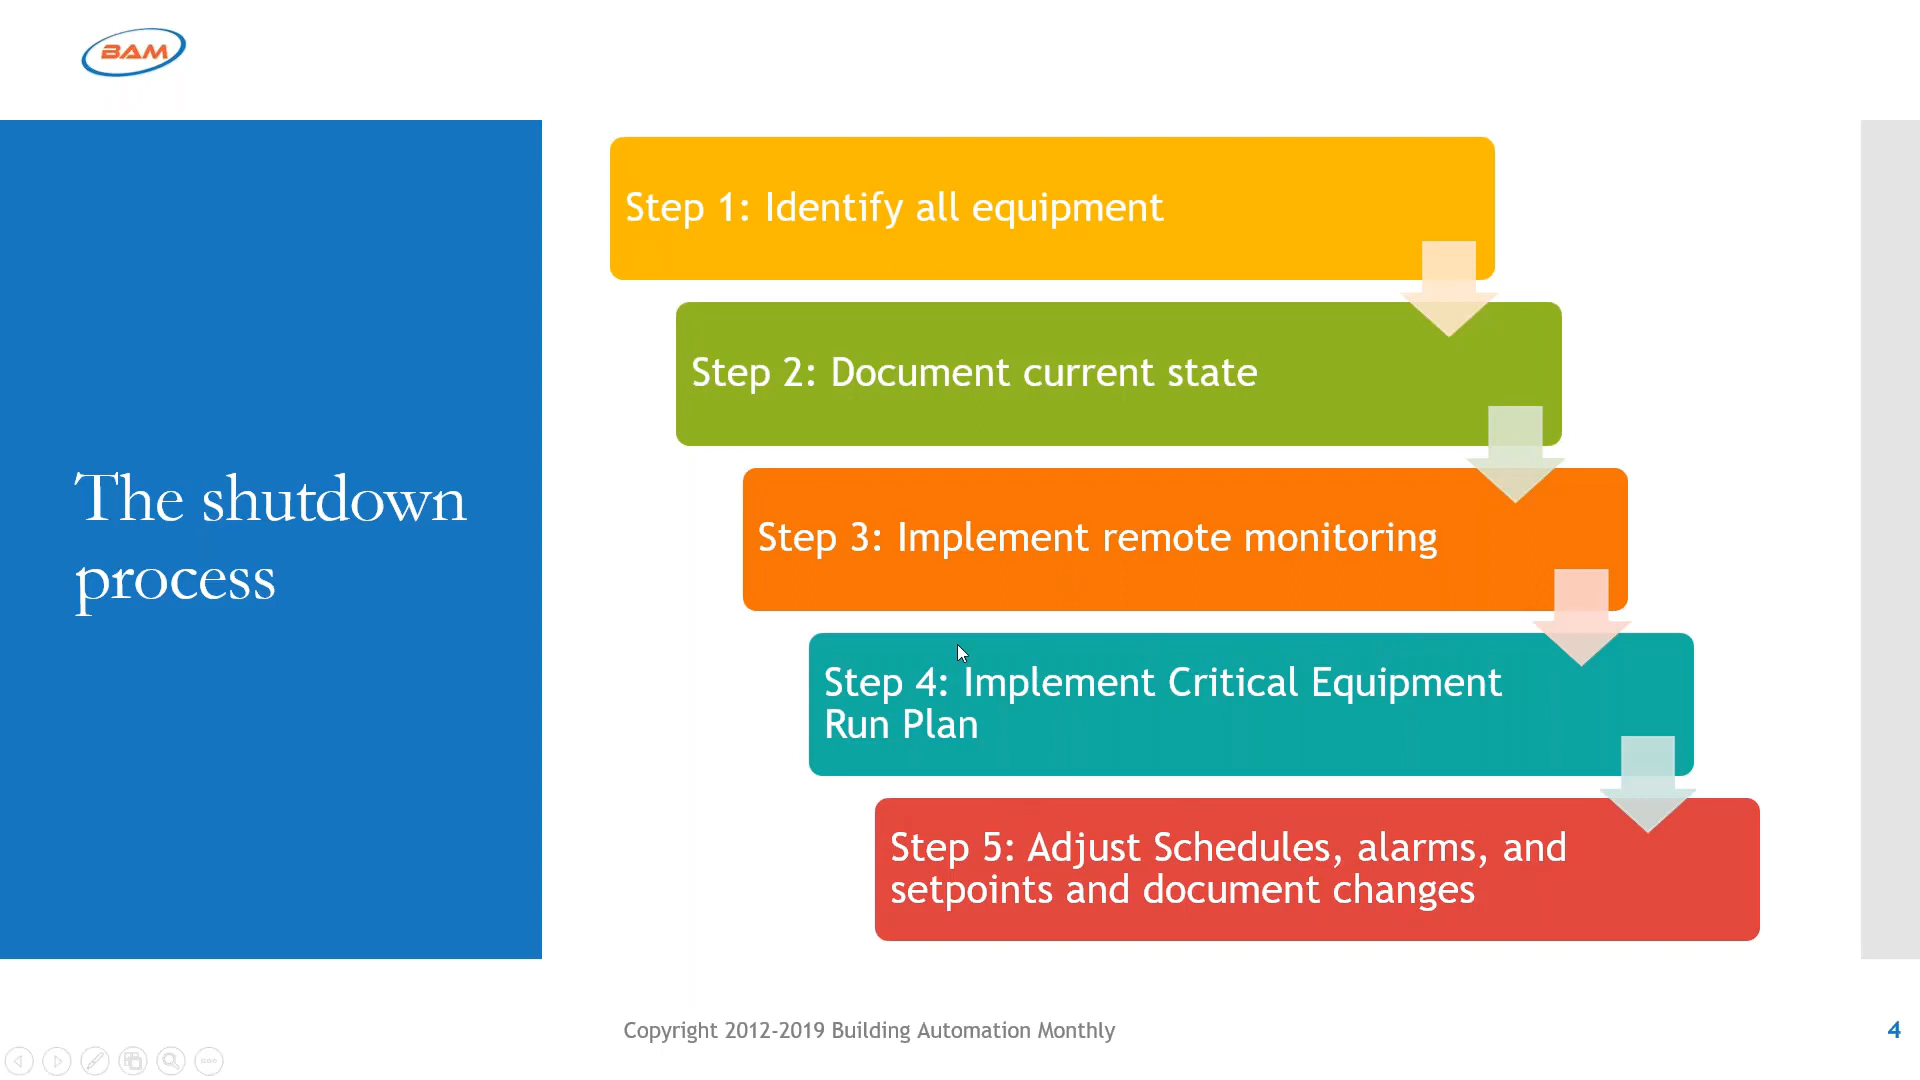 BAM
The shutdown
process
Step 1: Identify all equipment
Step 2: Document current state
Step 3: Implement remote monitoring
Step 4: Implement Critical Equipment
Run Plan
Step 5: Adjust Schedules, alarms, and
setpoints and document changes
Copyright 2012-2019 Building Automation Monthly
4